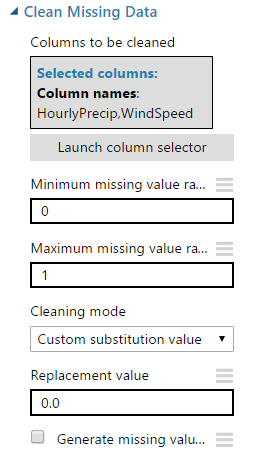 Clean Missing Data
Columns to be cleaned
Selected columns:
Column names:
HourlyPrecip,WindSpeed
Launch column selector
Minimum missing value ra...
0
Maximum missing value ra...
1
Cleaning mode
Custom substitution value
Replacement value
0.0
Generate missing valu...